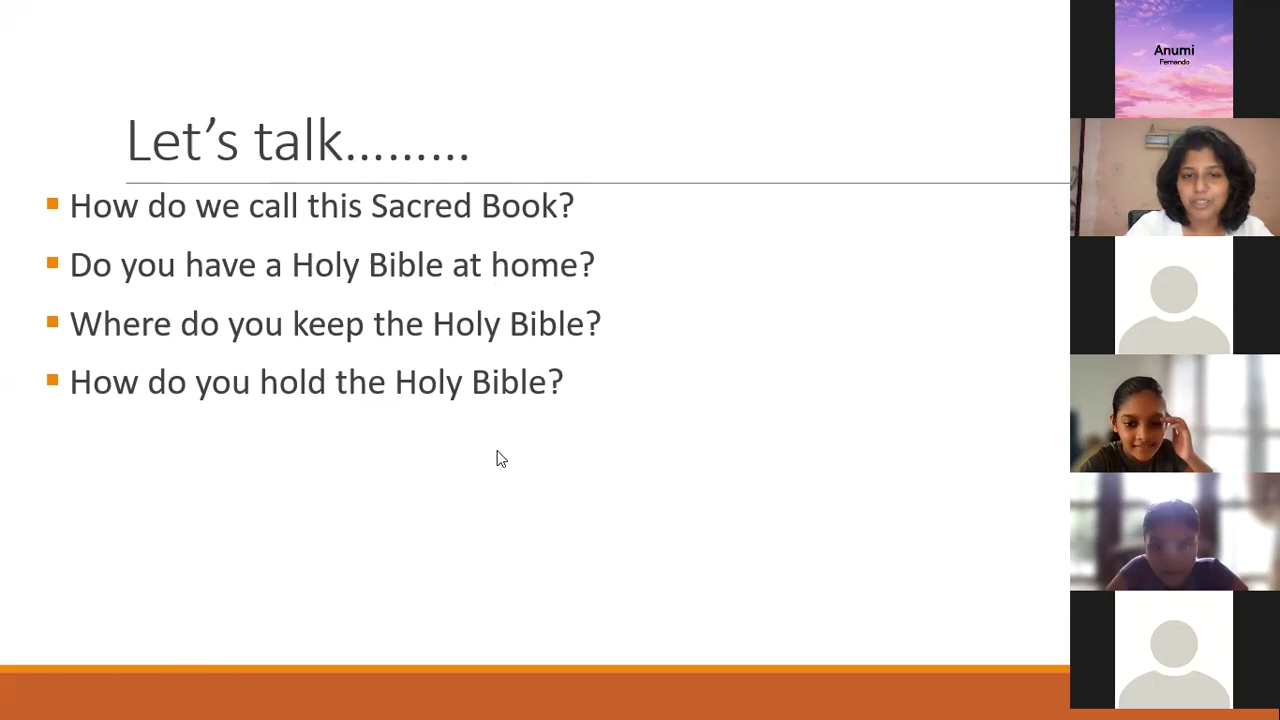 Let's talk.........
How do we call this Sacred Book?
Do you have a Holy Bible at home?
Where do you keep the Holy Bible?
How do you hold the Holy Bible?
Anumi
Fernando